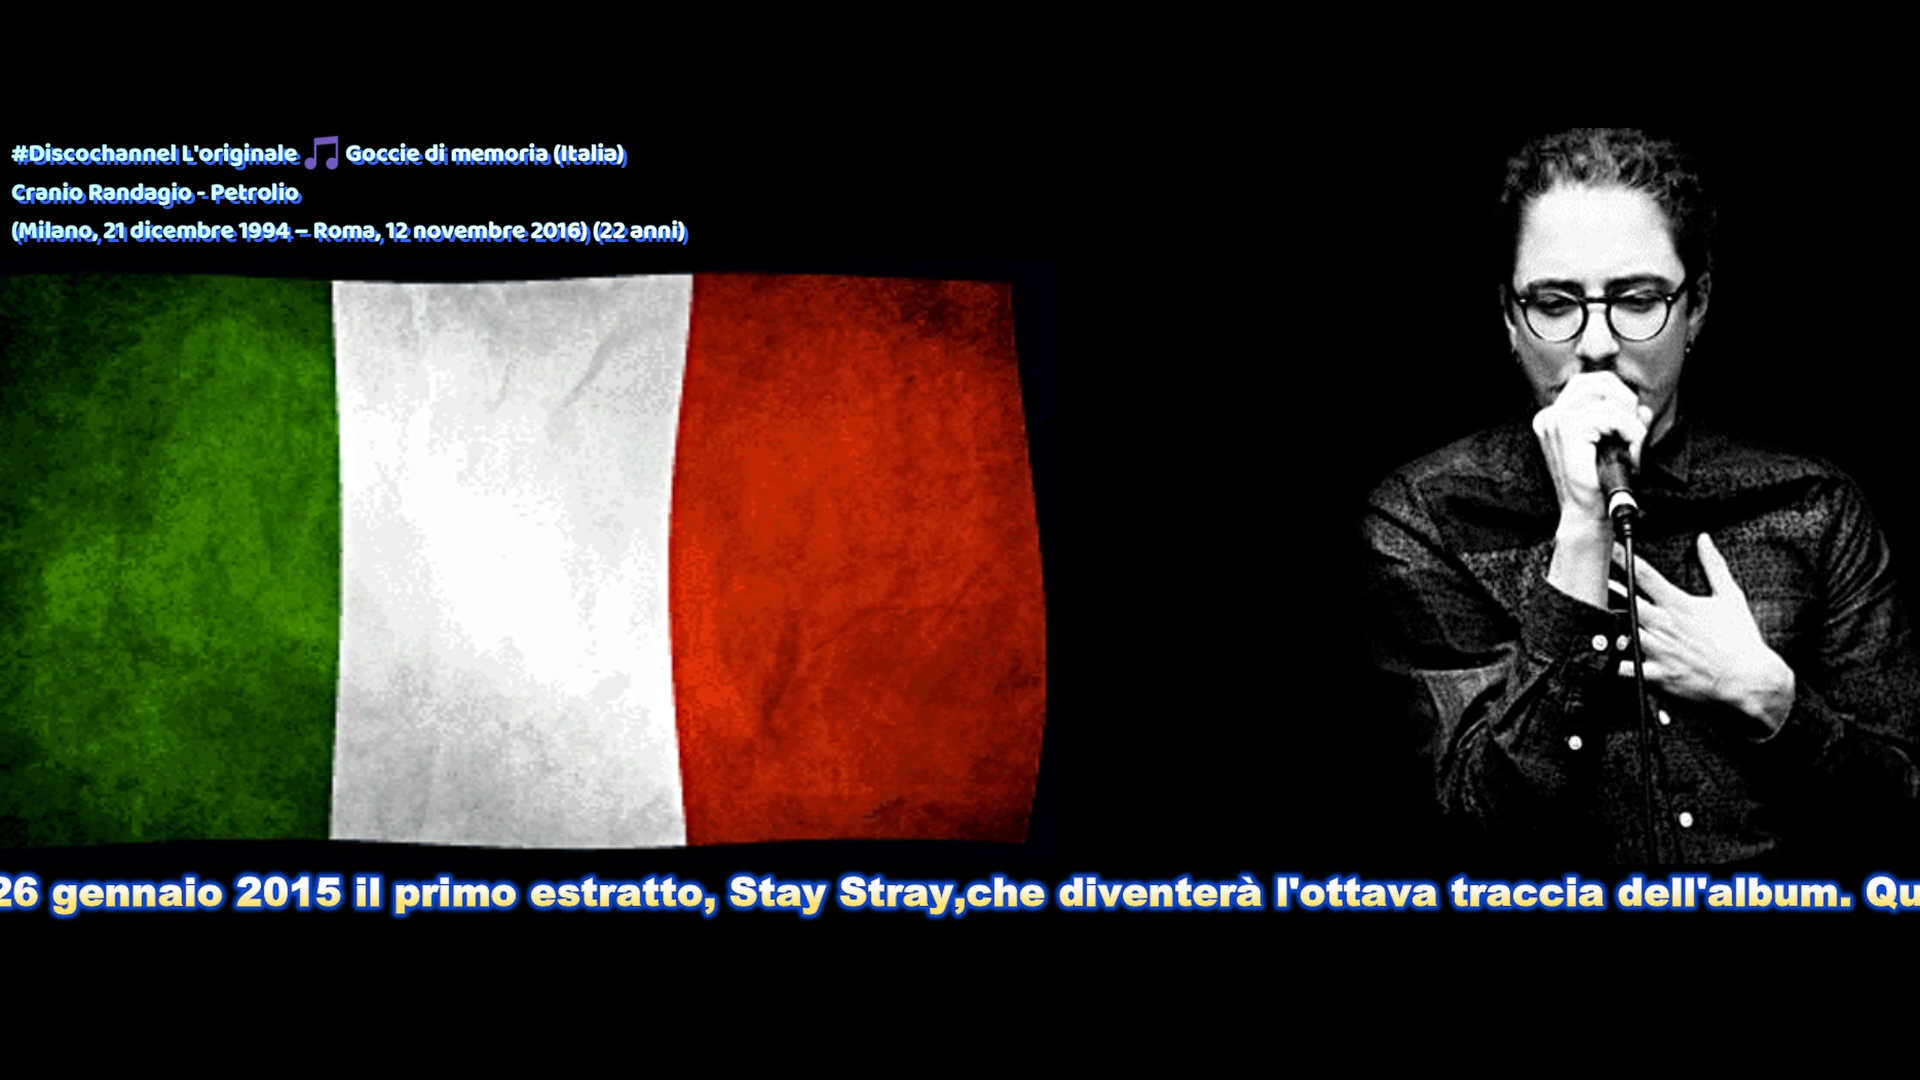 #Discochannel L'originale 🎵 Goccie di memoria (Italia)
Cranio Randagio - Petrolio
(Milano, 21 dicembre 1994 – Roma, 12 novembre 2016) (22 anni)
26 gennaio 2015 il primo estratto, Stay Stray,che diventerà l'ottava traccia dell'album. Qu